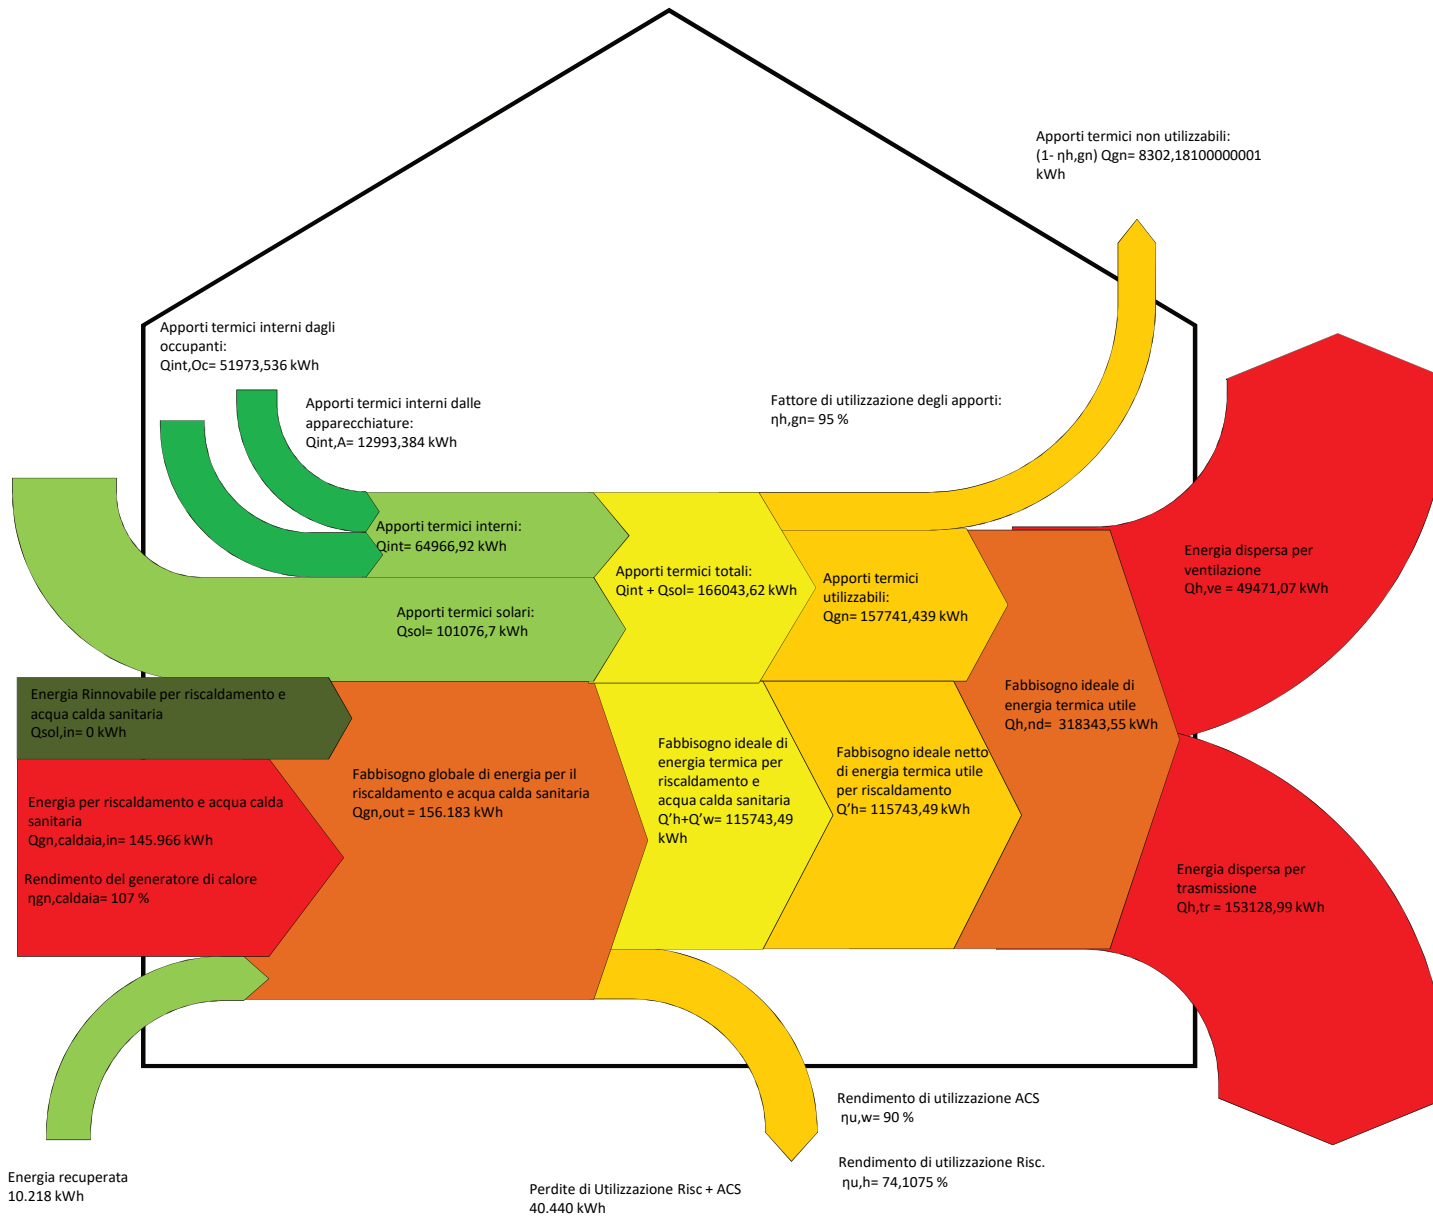 Apporti termici non utilizzabili:
(1- ηh,gn) Qgn= 8302,18100000001
kWh
Apporti termici interni dagli
occupanti:
Qint,Oc= 51973,536 kWh
Apporti termici interni dalle
apparecchiature:
Qint,A= 12993,384 kWh
Fattore di utilizzazione degli apporti:
ηh,gn= 95 %
Apporti termici interni:
Qint= 64966,92 kWh
Apporti termici solari:
Qsol= 101076,7 kWh
Apporti termici totali:
Qint + Qsol= 166043,62 kWh
Apporti termici
utilizzabili:
Qgn= 157741,439 kWh
Energia dispersa per
ventilazione
Qh,ve = 49471,07 kWh
Energia Rinnovabile per riscaldamento e
acqua calda sanitaria
Qsol,in= 0 kWh
Energia per riscaldamento e acqua calda
sanitaria
Qgn,caldaia,in= 145.966 kWh
Rendimento del generatore di calore
ηgn,caldaia= 107 %
Fabbisogno globale di energia per il
riscaldamento e acqua calda sanitaria
Qgn,out = 156.183 kWh
Fabbisogno ideale di
energia termica per
riscaldamento e
acqua calda sanitaria
Q’h+Q’w= 115743,49
kWh
Fabbisogno ideale netto
di energia termica utile
per riscaldamento
Q’h= 115743,49 kWh
Fabbisogno ideale di
energia termica utile
Qh,nd= 318343,55 kWh
Energia dispersa per
trasmissione
Qh,tr = 153128,99 kWh
Energia recuperata
10.218 kWh
Perdite di Utilizzazione Risc + ACS
40.440 kWh
Rendimento di utilizzazione ACS
ηu,w= 90 %
Rendimento di utilizzazione Risc.
ηu,h= 74,1075 %